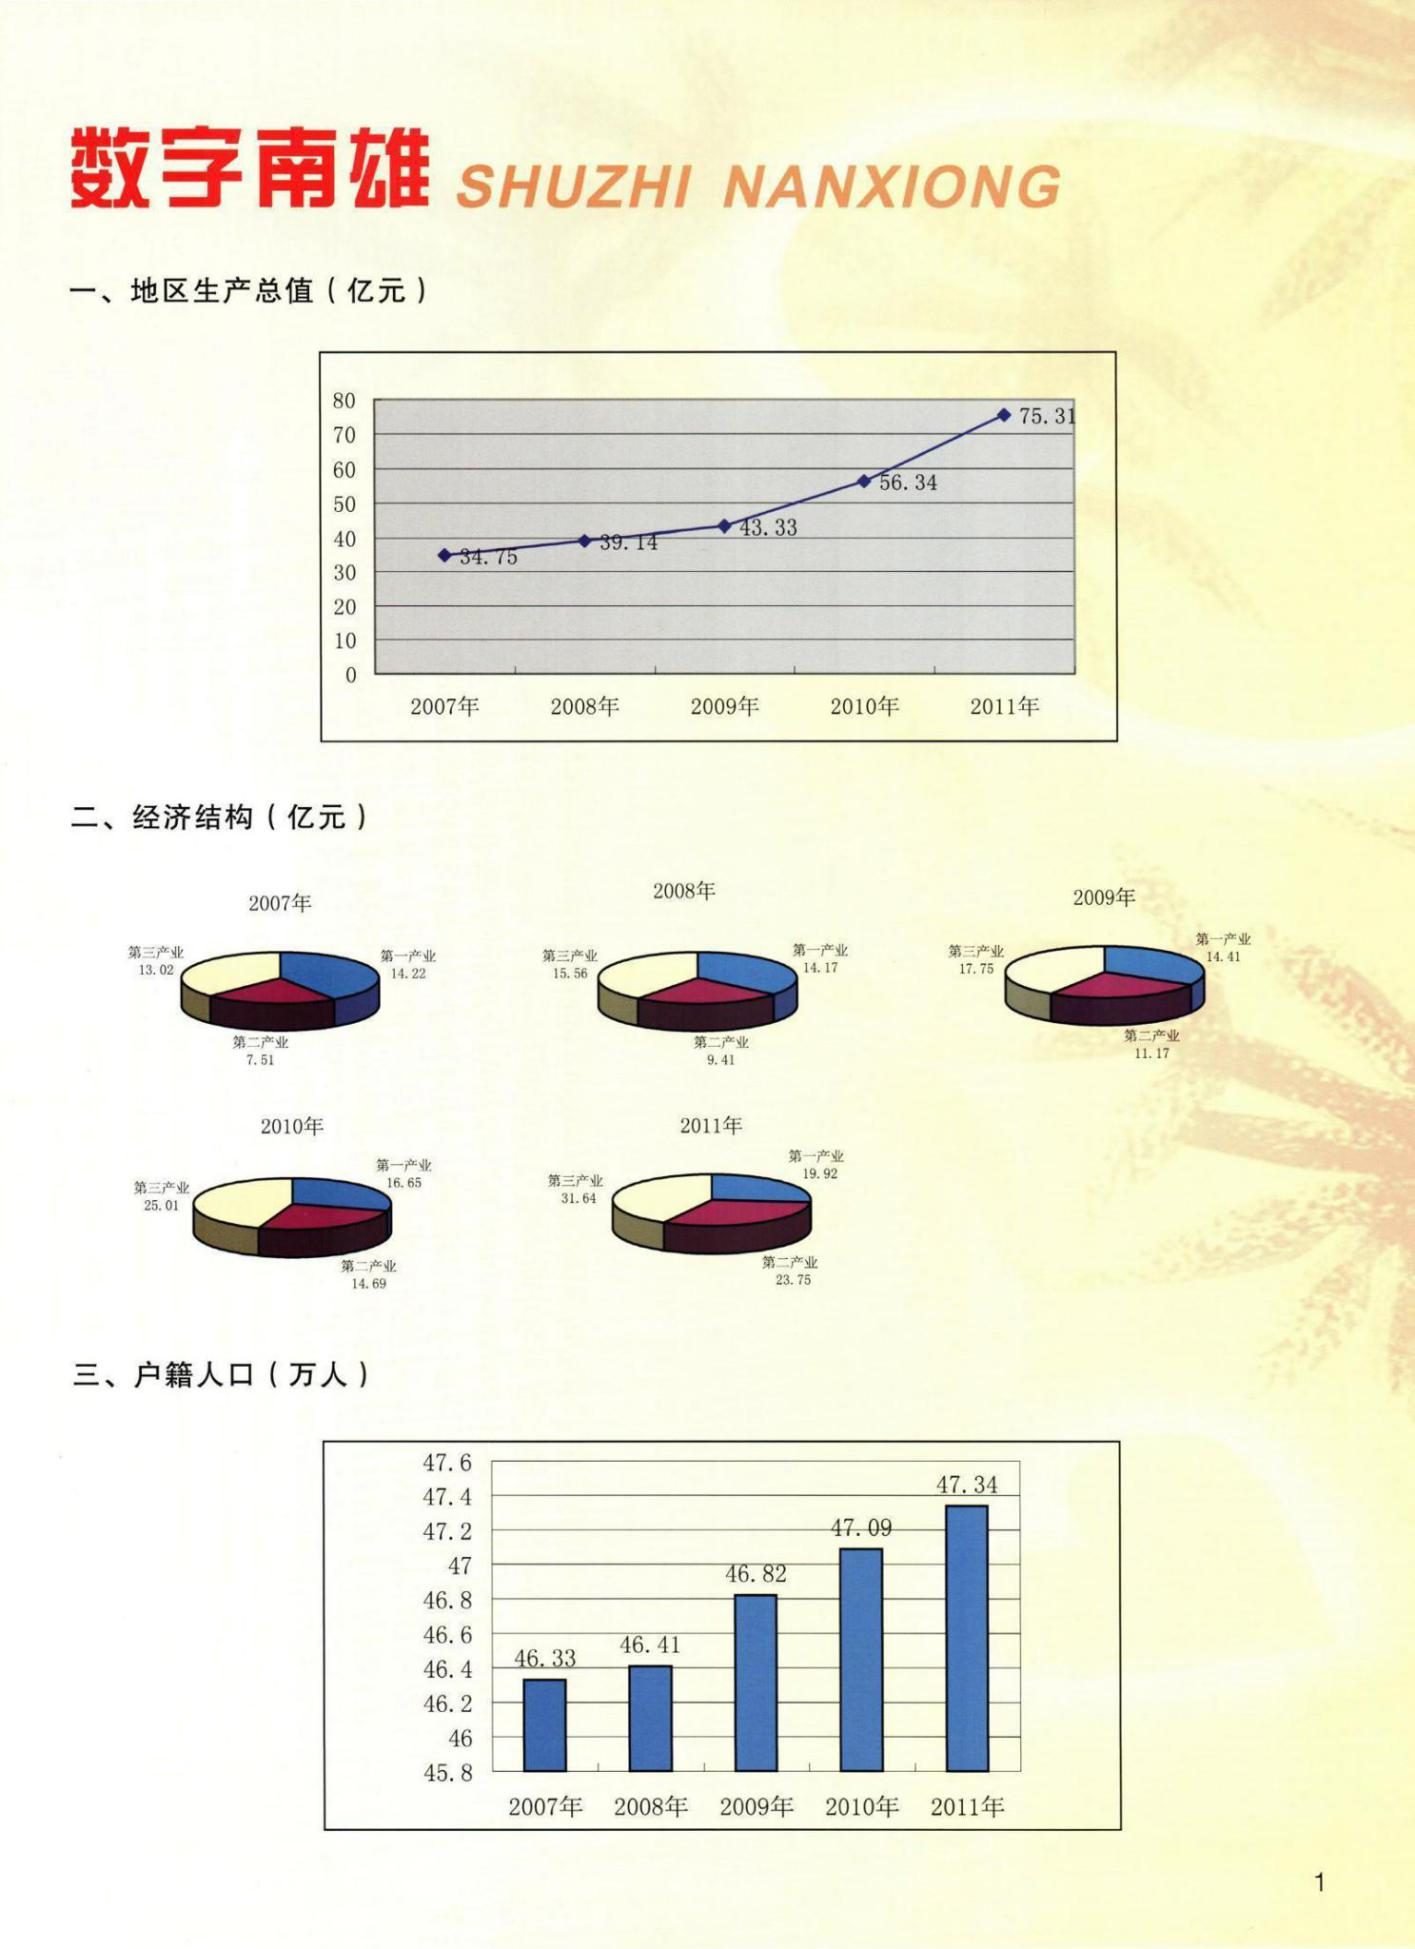 数字南雄 SHUZHI NANXIONG
一、地区生产总值（亿元）
80
70
60
50
40
30
20
10
0
34.75
39.14
43.33
56.34
75.31
2007年 2008年 2009年 2010年 2011年
二、经济结构（亿元）
2007年
第三产业
13.02
第一产业
14.22
第二产业
7.51
2008年
第三产业
15.56
第一产业
14.17
第二产业
9.41
2009年
第三产业
17.75
第一产业
14.41
第二产业
11.17
2010年
第三产业
25.01
第一产业
16.65
第二产业
14.69
2011年
第三产业
31.64
第一产业
19.92
第二产业
23.75
三、户籍人口（万人）
47.6
47.4
47.2
47
46.8
46.6
46.4
46.2
46
45.8
46.33
46.41
46.82
47.09
47.34
2007年 2008年 2009年 2010年 2011年
1